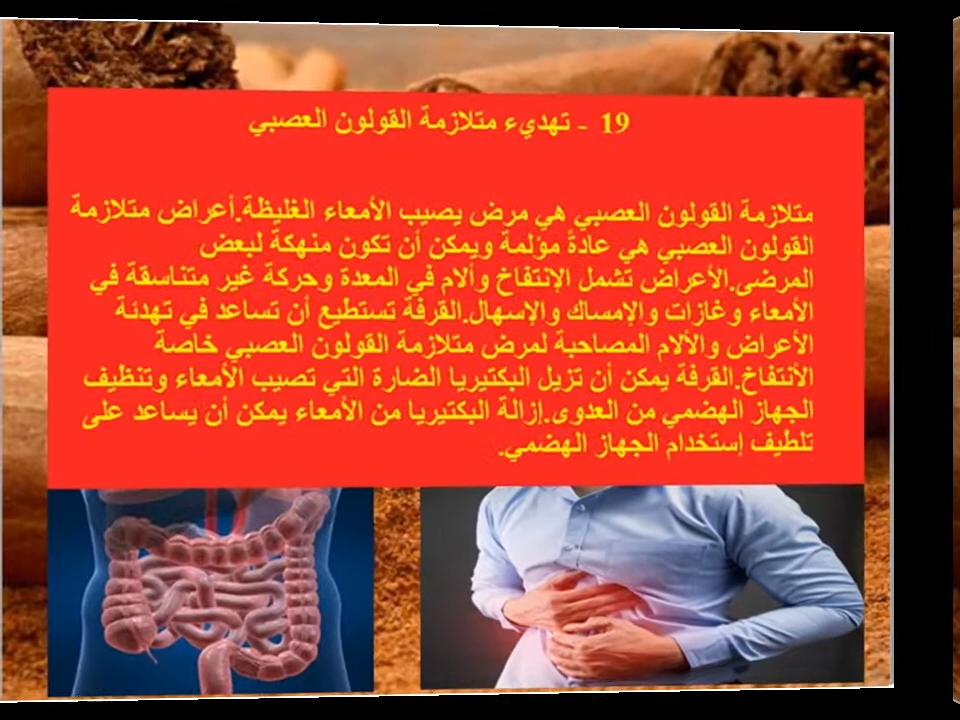 19 - تهديء متلازمة القولون العصبي
متلازمة القولون العصبي هي مرض يصيب الأمعاء الغليظة.أعراض متلازمة
القولون العصبي هي عادةً مؤلمة ويمكن أن تكون منهكة لبعض
المرضى.الأعراض تشمل الإنتفاخ وألام في المعدة وحركة غير متناسقة في
الأمعاء وغازات والإمساك والإسهال.القرفة تستطيع أن تساعد في تهدئة
الأعراض والألام المصاحبة لمرض متلازمة القولون العصبي خاصة
الأنتفاخ.القرفة يمكن أن تزيل البكتيريا الضارة التي تصيب الأمعاء وتنظيف
الجهاز الهضمي من العدوى.إزالة البكتيريا من الأمعاء يمكن أن يساعد على
تلطيف إستخدام الجهاز الهضمي.